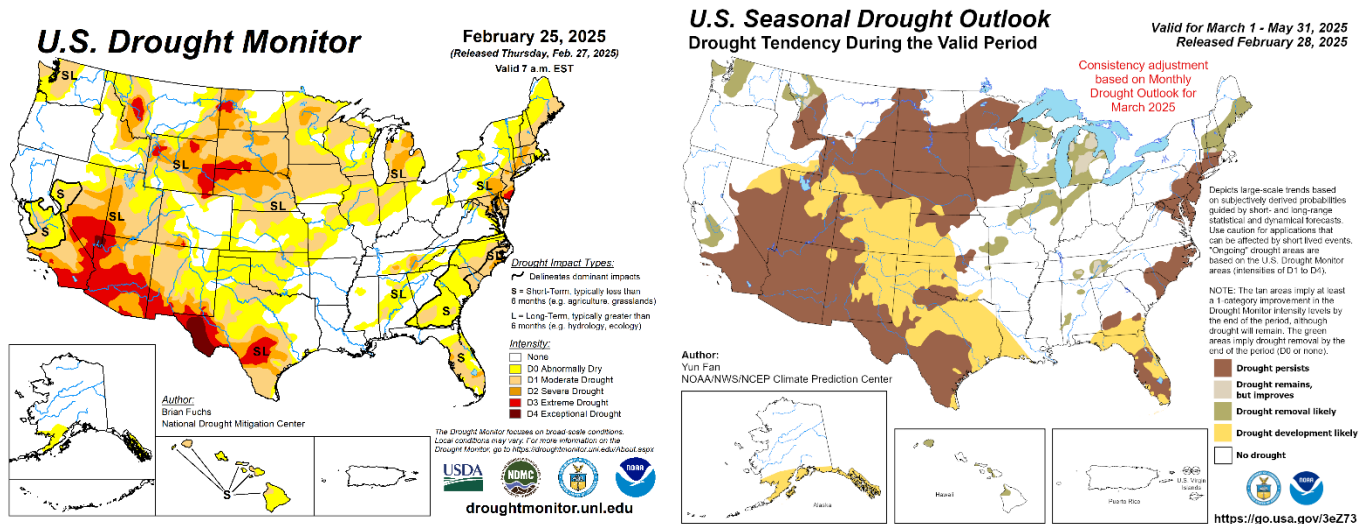 U.S. Drought Monitor
February 25, 2025
(Released Thursday, Feb. 27, 2025)
Valid 7 a.m. EST
SL
SL
SL
SL
SL
SL
S
S
SL
SL
S
SL
S
Drought Impact Types:
Delineates dominant impacts
S = Short-Term, typically less than
6 months (e.g. agriculture, grasslands)
L = Long-Term, typically greater than
6 months (e.g. hydrology, ecology)
Intensity:
None
D0 Abnormally Dry
D1 Moderate Drought
D2 Severe Drought
D3 Extreme Drought
D4 Exceptional Drought
Author:
Brian Fuchs
National Drought Mitigation Center
S
The Drought Monitor focuses on broad-scale conditions.
Local conditions may vary. For more information on the
Drought Monitor, go to https://droughtmonitor.unl.edu/About.aspx
USDA
NDMC
NOAA
droughtmonitor.unl.edu
U.S. Seasonal Drought Outlook
Drought Tendency During the Valid Period
Valid for March 1 - May 31, 2025
Released February 28, 2025
Consistency adjustment
based on Monthly
Drought Outlook for
March 2025
Depicts large-scale trends based
on subjectively derived probabilities
guided by short- and long-range
statistical and dynamical forecasts.
Use caution for applications that
can be affected by short lived events.
"Ongoing" drought areas are
based on the U.S. Drought Monitor
areas (intensities of D1 to D4).
NOTE: The tan areas imply at least
a 1-category improvement in the
Drought Monitor intensity levels by
the end of the period, although
drought will remain. The green
areas imply drought removal by the
end of the period (D0 or none).
Author:
Yun Fan
NOAA/NWS/NCEP Climate Prediction Center
Drought persists
Drought remains,
but improves
Drought removal likely
Drought development likely
No drought
Alaska
Hawaii
Puerto Rico
U.S. Virgin
Islands
NOAA
https://go.usa.gov/3eZ73